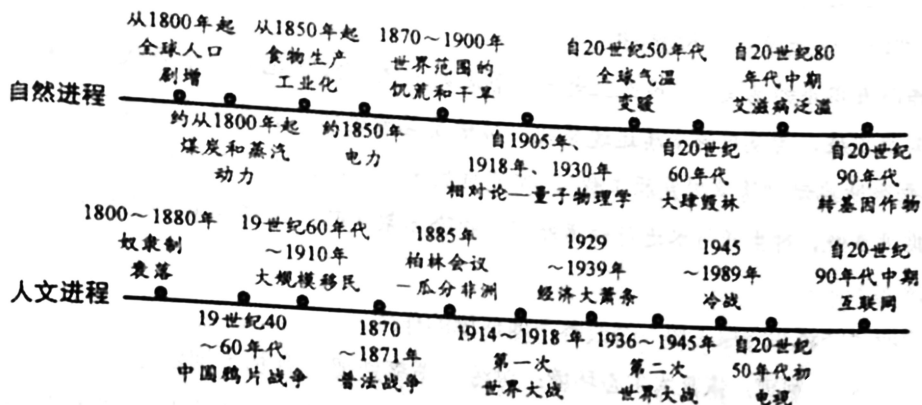 从1800年起
全球人口
剧增
从1850年起
食物生产
工业化
1870～1900年
世界范围的
饥荒和干旱
自20世纪50年代
全球气温
变暖
自20世纪80
年代中期
艾滋病泛滥
自然进程
约从1800年起
煤炭和蒸汽
动力
约1850年
电力
自1905年、
1918年、1930年
相对论—量子物理学
自20世纪
60年代
大肆毁林
自20世纪
90年代
转基因作物
1800～1880年
奴隶制
衰落
19世纪60年代
～1910年
大规模移民
1885年
柏林会议
—瓜分非洲
1929
～1939年
经济大萧条
1945
～1989年
冷战
自20世纪
90年代中期
互联网
人文进程
19世纪40
～60年代
中国鸦片战争
1870
～1871年
普法战争
1914～1918年
第一次
世界大战
1936～1945年
第二次
世界大战
自20世纪
50年代初
电视